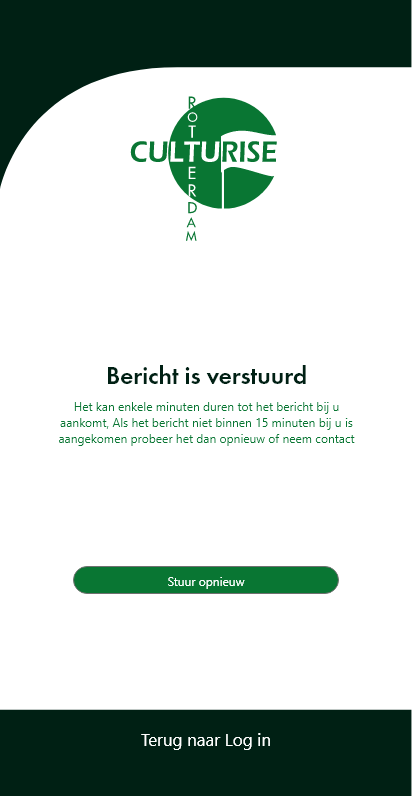 ROTTERDAM
CULTURISE
Bericht is verstuurd
Het kan enkele minuten duren tot het bericht bij u
aankomt, Als het bericht niet binnen 15 minuten bij u is
aangekomen probeer het dan opnieuw of neem contact
Stuur opnieuw
Terug naar Log in